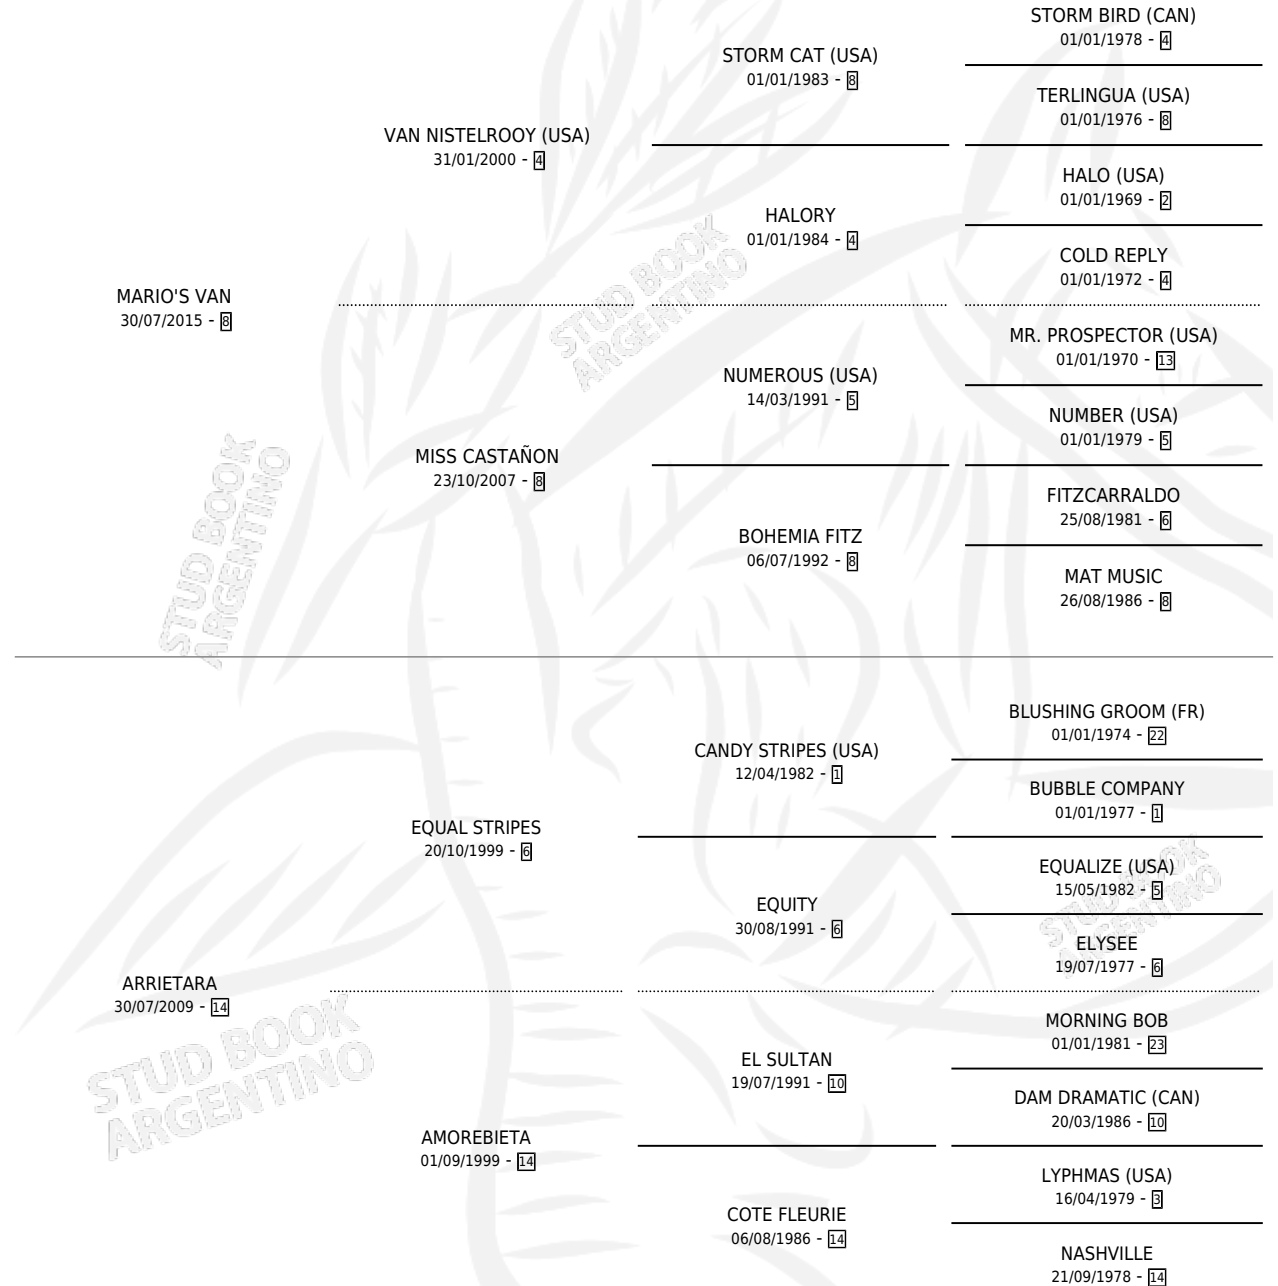 STORM BIRD (CAN)
01/01/1978 - 4
STORM CAT (USA)
01/01/1983 - 8
TERLINGUA (USA)
01/01/1976 - 8
VAN NISTELROOY (USA)
31/01/2000 - 4
HALO (USA)
01/01/1969 - 2
HALORY
01/01/1984 - 4
COLD REPLY
01/01/1972 - 4
MARIO'S VAN
30/07/2015 - 8
MR. PROSPECTOR (USA)
01/01/1970 - 13
NUMEROUS (USA)
14/03/1991 - 5
NUMBER (USA)
01/01/1979 - 5
MISS CASTAÑON
23/10/2007 - 8
FITZCARRALDO
25/08/1981 - 6
BOHEMIA FITZ
06/07/1992 - 8
MAT MUSIC
26/08/1986 - 8
BLUSHING GROOM (FR)
01/01/1974 - 22
CANDY STRIPES (USA)
12/04/1982 - 1
BUBBLE COMPANY
01/01/1977 - 1
EQUAL STRIPES
20/10/1999 - 6
EQUALIZE (USA)
15/05/1982 - 5
EQUITY
30/08/1991 - 6
ELYSEE
19/07/1977 - 6
ARRIETARA
30/07/2009 - 14
MORNING BOB
01/01/1981 - 23
EL SULTAN
19/07/1991 - 10
DAM DRAMATIC (CAN)
20/03/1986 - 10
AMOREBIETA
01/09/1999 - 14
LYPHMAS (USA)
16/04/1979 - 3
COTE FLEURIE
06/08/1986 - 14
NASHVILLE
21/09/1978 - 14
STUD BOOK
ARGENTINO
STUD BOOK
ARGENTINO
STUD BOOK
ARGENTINO
STUD BOOK
ARGENTINO